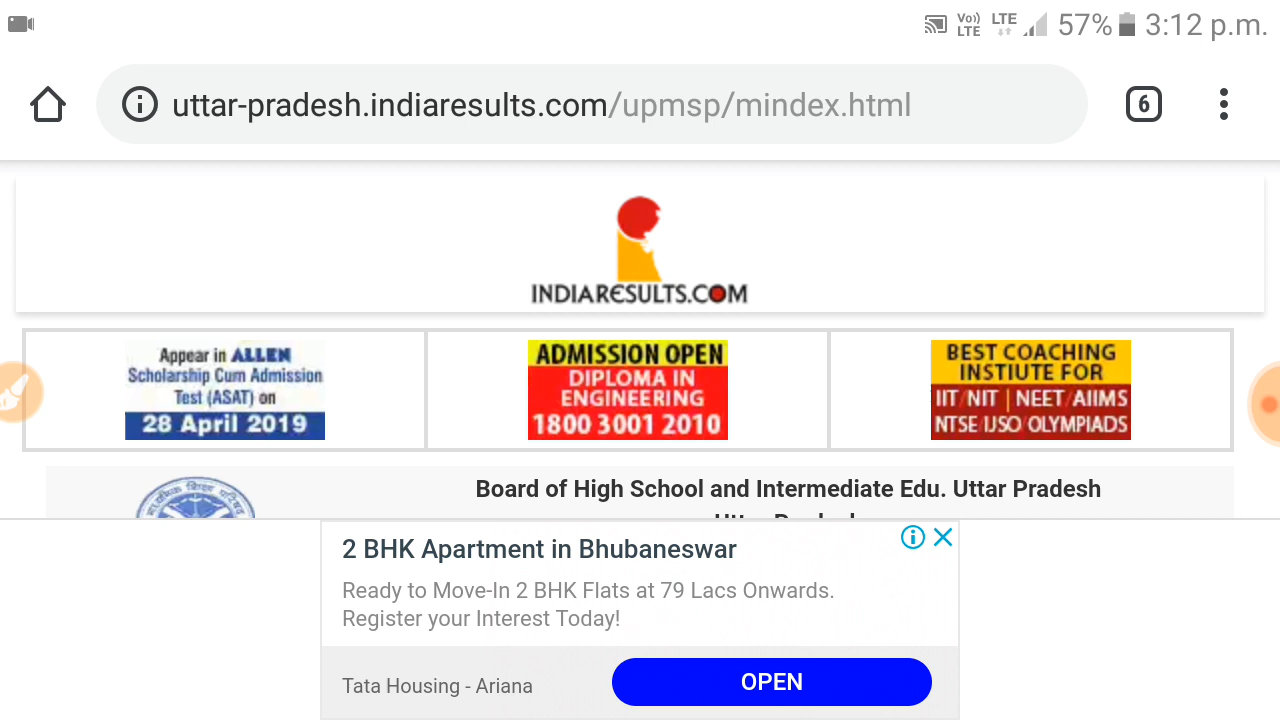 Vo)) LTE LTE 57% 3:12 p.m.
uttar-pradesh.indiaresults.com/upmsp/mindex.html
6
INDIARESULTS.COM
Appear in ALLEN
Scholarship Cum Admission
Test (ASAT) on
28 April 2019
ADMISSION OPEN
DIPLOMA IN
ENGINEERING
1800 3001 2010
BEST COACHING
INSTIUTE FOR
IIT/NIT | NEET/AIIMS
NTSE/IJSO/OLYMPIADS
Board of High School and Intermediate Edu. Uttar Pradesh
2 BHK Apartment in Bhubaneswar
Ready to Move-In 2 BHK Flats at 79 Lacs Onwards.
Register your Interest Today!
Tata Housing - Ariana
OPEN